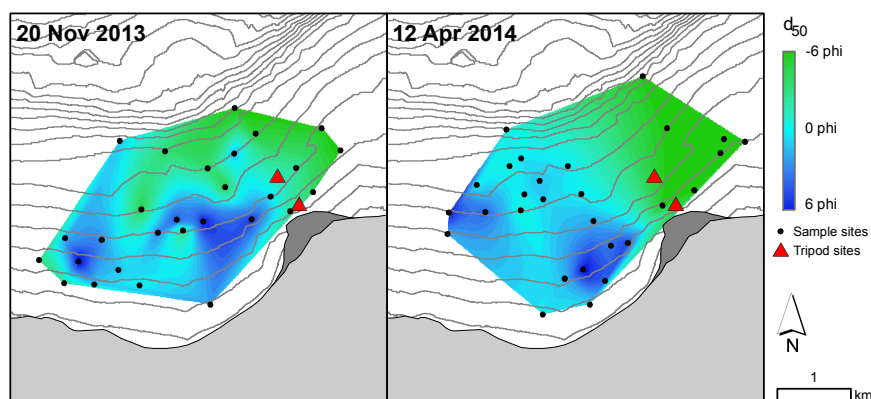 20 Nov 2013
12 Apr 2014
d50
-6 phi
0 phi
6 phi
Sample sites
Tripod sites
N
1
km